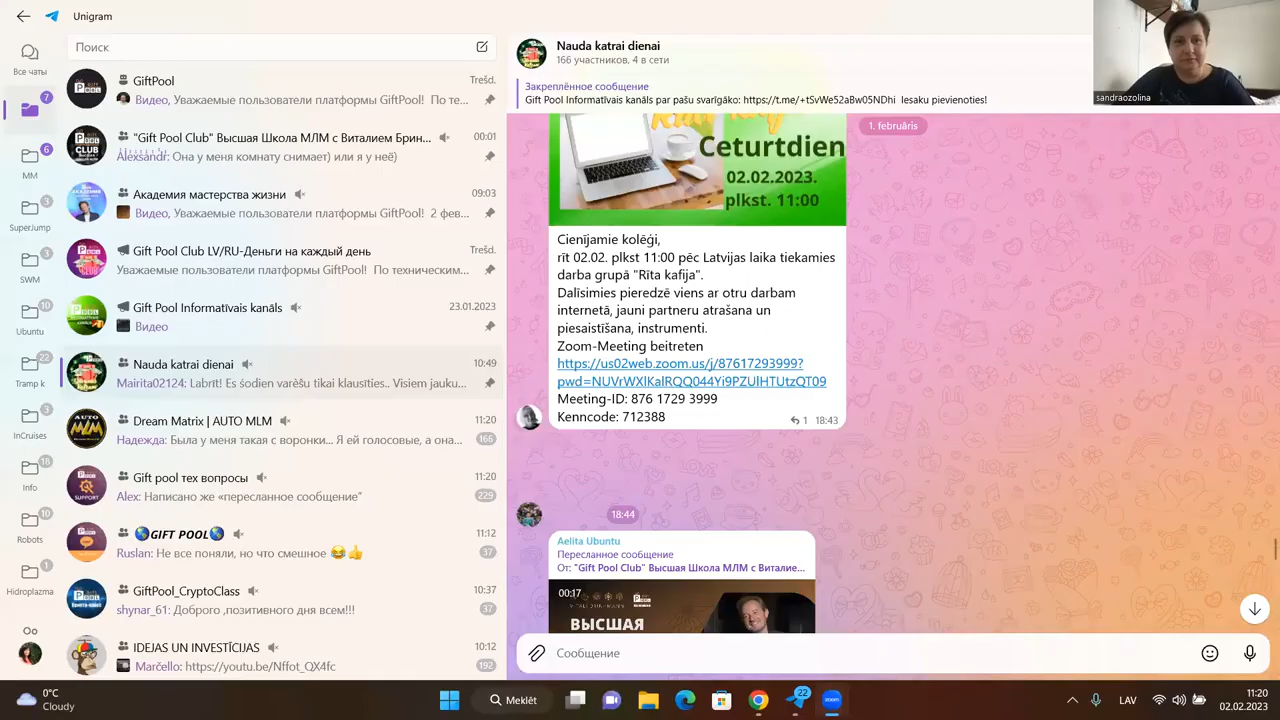 Unigram
Поиск
Все чаты
7
6
MM
3
SuperJump
3
SWM
10
Ubuntu
22
Tramp k
3
InCruises
18
Info
10
Robots
1
Hidroplazma
GiftPool
Trešd.
Видео, Уважаемые пользователи платформы GiftPool! По те...
"Gift Pool Club" Высшая Школа МЛМ с Виталием Брин...
00:01
Alexsandr: Она у меня комнату снимает) или я у неё)
Академия мастерства жизни
09:03
Видео, Уважаемые пользователи платформы GiftPool! 2 фев...
Gift Pool Club LV/RU-Деньги на каждый день
Trešd.
Уважаемые пользователи платформы GiftPool! По техническим...
Gift Pool Informatīvais kanāls
23.01.2023
Видео
Nauda katrai dienai
10:49
Mairita02124: Labrīt! Es šodien varēšu tikai klausīties.. Visiem jauku...
Dream Matrix | AUTO MLM
11:20
Надежда: Была у меня такая с воронки... Я ей голосовые, а она...
166
Gift pool тех вопросы
11:20
Alex: Написано же «пересланное сообщение"
229
GIFT POOL
11:12
Ruslan: Не все поняли, но что смешное 😂👍
37
GiftPool_CryptoClass
10:37
shynar_61: Доброго ,позитивного дня всем!!!
37
IDEJAS UN INVESTĪCIJAS
10:12
Marčello: https://youtu.be/Nffot_QX4fc
192
Nauda katrai dienai
166 участников, 4 в сети
Закреплённое сообщение
Gift Pool Informatīvais kanāls par pašu svarīgāko: https://t.me/+tSvWe52aBw05NDhi Iesaku pievienoties!
sandraozolina
1. februāris
Ceturtdien
02.02.2023.
plkst. 11:00
Cienījamie kolēģi,
rīt 02.02. plkst 11:00 pēc Latvijas laika tiekamies
darba grupā "Rīta kafija".
Dalīsimies pieredzē viens ar otru darbam
internetā, jauni partneru atrašana un
piesaistīšana, instrumenti.
Zoom-Meeting beitreten
https://us02web.zoom.us/j/87617293999?
pwd=NUVrWXlKalRQQ044Yi9PZUlHTUtzQT09
Meeting-ID: 876 1729 3999
Kenncode: 712388
1 18:43
18:44
Aelita Ubuntu
Пересланное сообщение
От: "Gift Pool Club" Высшая Школа МЛМ с Виталие...
00:17
ВЫСШАЯ
Сообщение
0°C
Cloudy
Meklēt
22
zoom
LAV
11:20
02.02.2023